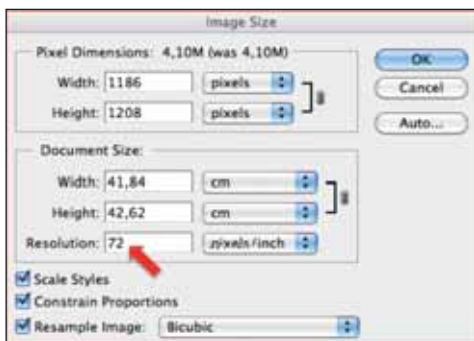 Image Size
Pixel Dimensions: 4,10M (was 4,10M)
Width: 1186 pixels
Height: 1208 pixels
Document Size:
Width: 41,84 cm
Height: 42,62 cm
Resolution: 72 pixels/inch
Scale Styles
Constrain Proportions
Resample Image: Bicubic
OK
Cancel
Auto...